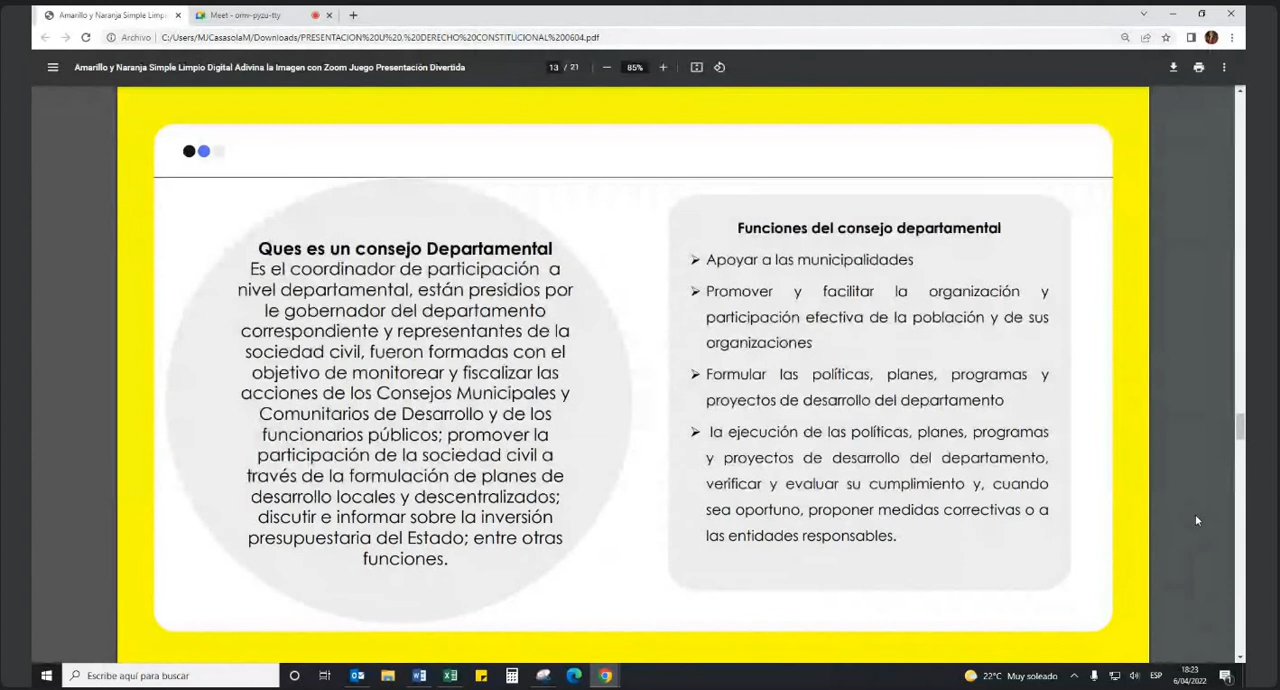 Amarillo y Naranja Simple Limp
Meet - omv-pyzu-tty
Archivo
C:/Users/MJCasasolaM/Downloads/PRESENTACION%20U%20.%20DERECHO%20CONSTITUCIONAL%200604.pdf
Amarillo y Naranja Simple Limpio Digital Adivina la Imagen con Zoom Juego Presentación Divertida
13 / 21
85%
Ques es un consejo Departamental
Es el coordinador de participación a
nivel departamental, están presidios por
le gobernador del departamento
correspondiente y representantes de la
sociedad civil, fueron formadas con el
objetivo de monitorear y fiscalizar las
acciones de los Consejos Municipales y
Comunitarios de Desarrollo y de los
funcionarios públicos; promover la
participación de la sociedad civil a
través de la formulación de planes de
desarrollo locales y descentralizados;
discutir e informar sobre la inversión
presupuestaria del Estado; entre otras
funciones.
Funciones del consejo departamental
Apoyar a las municipalidades
Promover y facilitar la organización y
participación efectiva de la población y de sus
organizaciones
Formular las políticas, planes, programas y
proyectos de desarrollo del departamento
la ejecución de las políticas, planes, programas
y proyectos de desarrollo del departamento,
verificar y evaluar su cumplimiento y, cuando
sea oportuno, proponer medidas correctivas o a
las entidades responsables.
Escribe aquí para buscar
22°C Muy soleado
ESP
18:23
6/04/2022